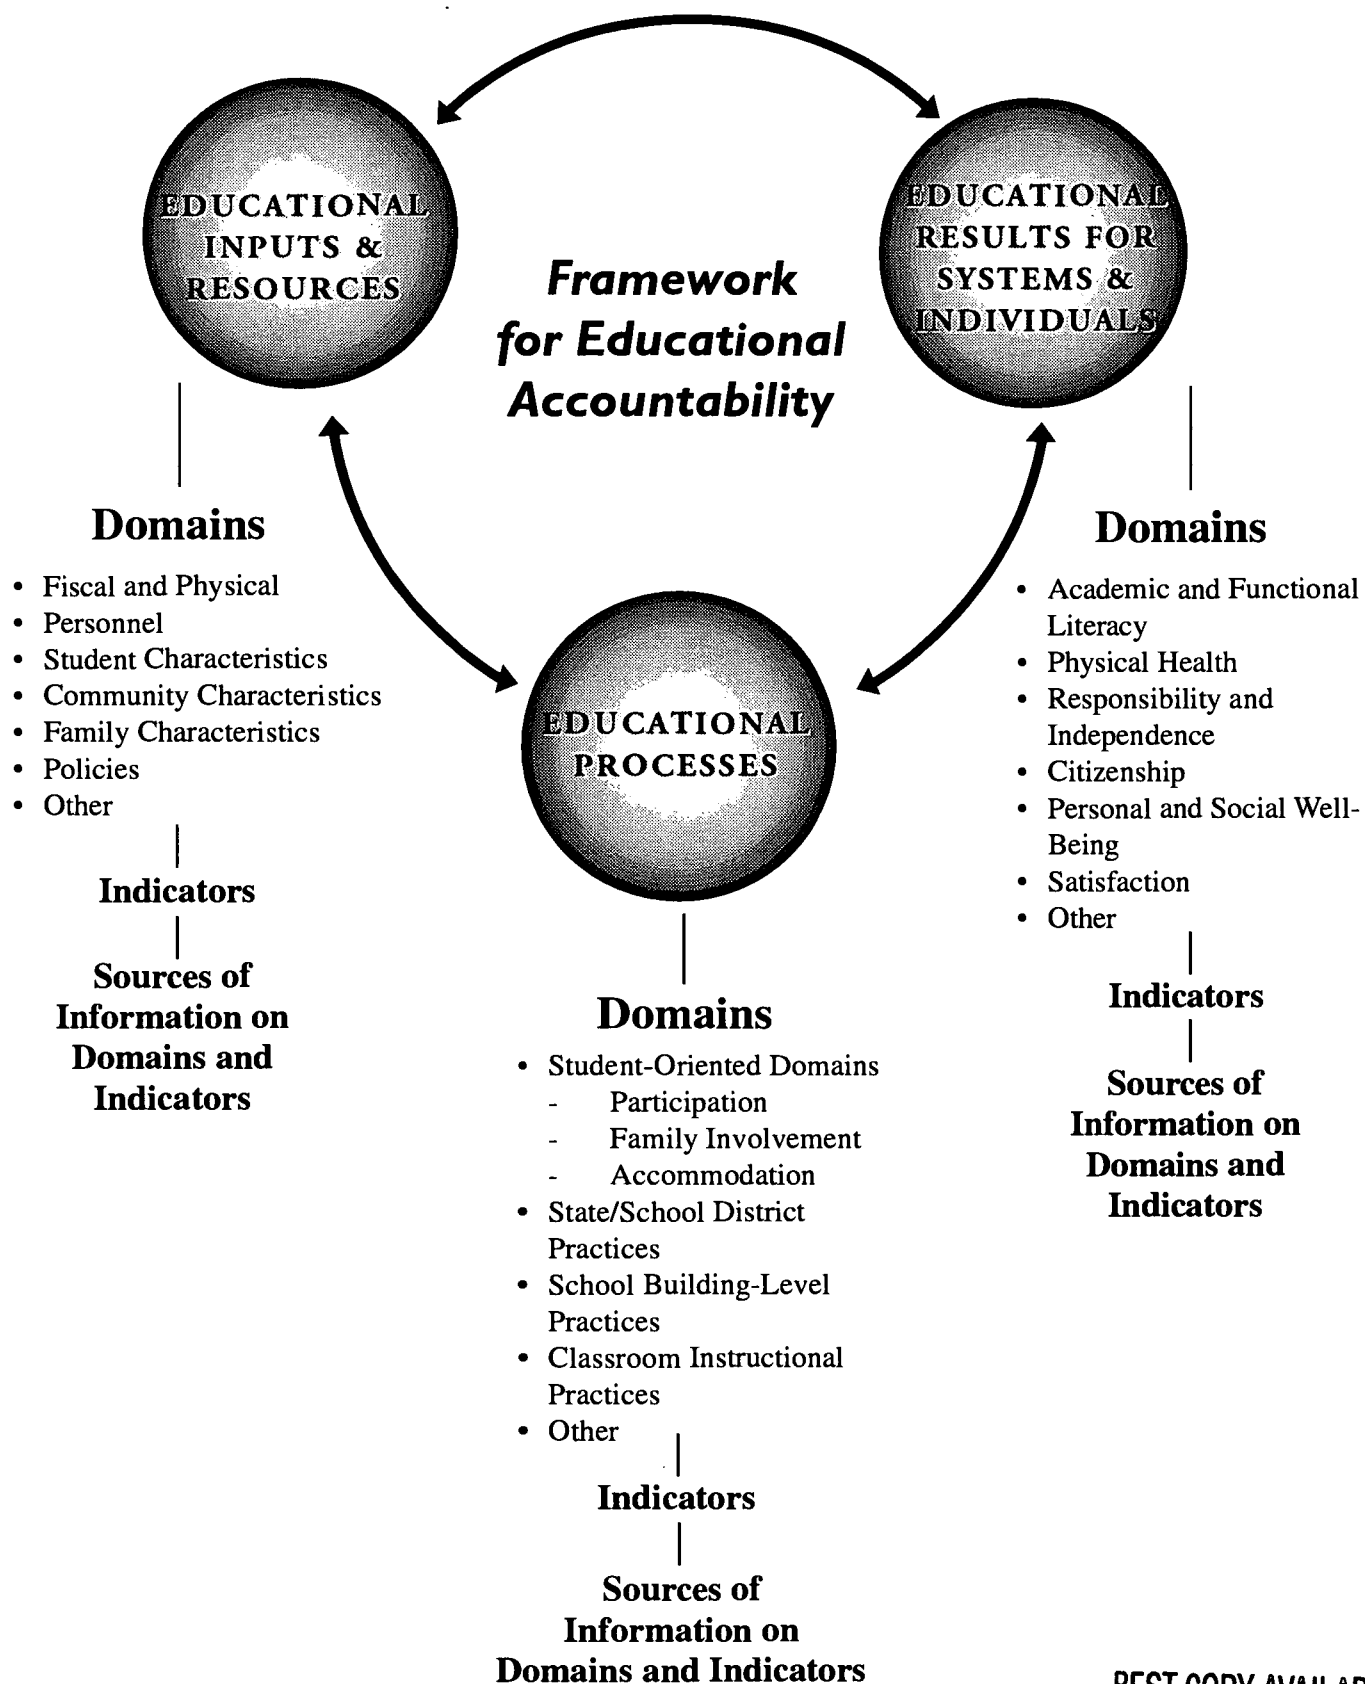 EDUCATIONAL
INPUTS &
RESOURCES
EDUCATIONAL
RESULTS FOR
SYSTEMS &
INDIVIDUALS
Framework
for Educational
Accountability
Domains
• Fiscal and Physical
• Personnel
• Student Characteristics
• Community Characteristics
• Family Characteristics
• Policies
• Other
Indicators
Sources of
Information on
Domains and
Indicators
EDUCATIONAL
PROCESSES
Domains
• Student-Oriented Domains
- Participation
- Family Involvement
- Accommodation
• State/School District
Practices
• School Building-Level
Practices
• Classroom Instructional
Practices
• Other
Indicators
Sources of
Information on
Domains and Indicators
Domains
• Academic and Functional
Literacy
• Physical Health
• Responsibility and
Independence
• Citizenship
• Personal and Social Well-
Being
• Satisfaction
• Other
Indicators
Sources of
Information on
Domains and
Indicators
BEST COPY